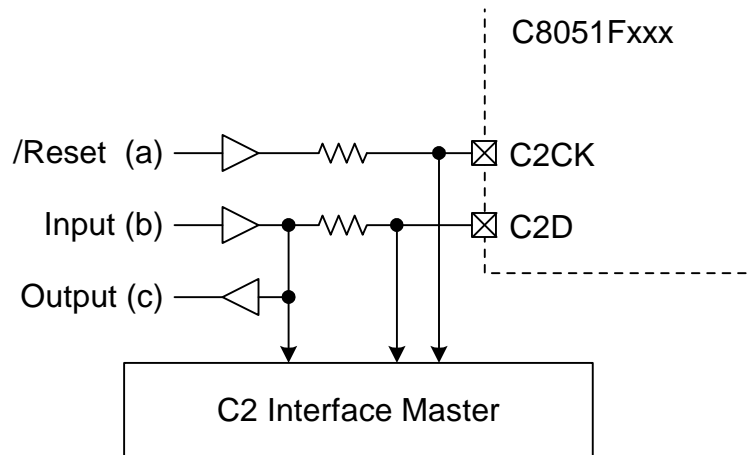 C8051Fxxx
/Reset (a)
C2CK
Input (b)
C2D
Output (c)
C2 Interface Master